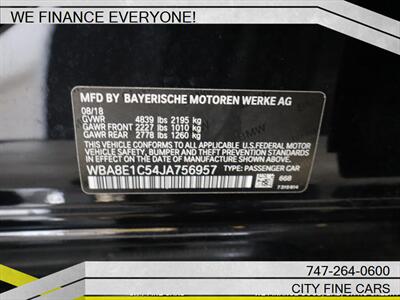 WE FINANCE EVERYONE!
MFD BY BAYERISCHE MOTOREN WERKE AG
08/18
GVWR 4839 lbs 2195 kg
GAWR FRONT 2227 lbs 1010 kg
GAWR REAR 2778 lbs 1260 kg
THIS VEHICLE CONFORMS TO ALL APPLICABLE
U.S. FEDERAL MOTOR VEHICLE SAFETY, BUMPER,
AND THEFT PREVENTION STANDARDS IN EFFECT
ON THE DATE OF MANUFACTURE SHOWN ABOVE.
WBA8E1C54JA756957 TYPE: PASSENGER CAR
668
7315614
747-264-0600
CITY FINE CARS